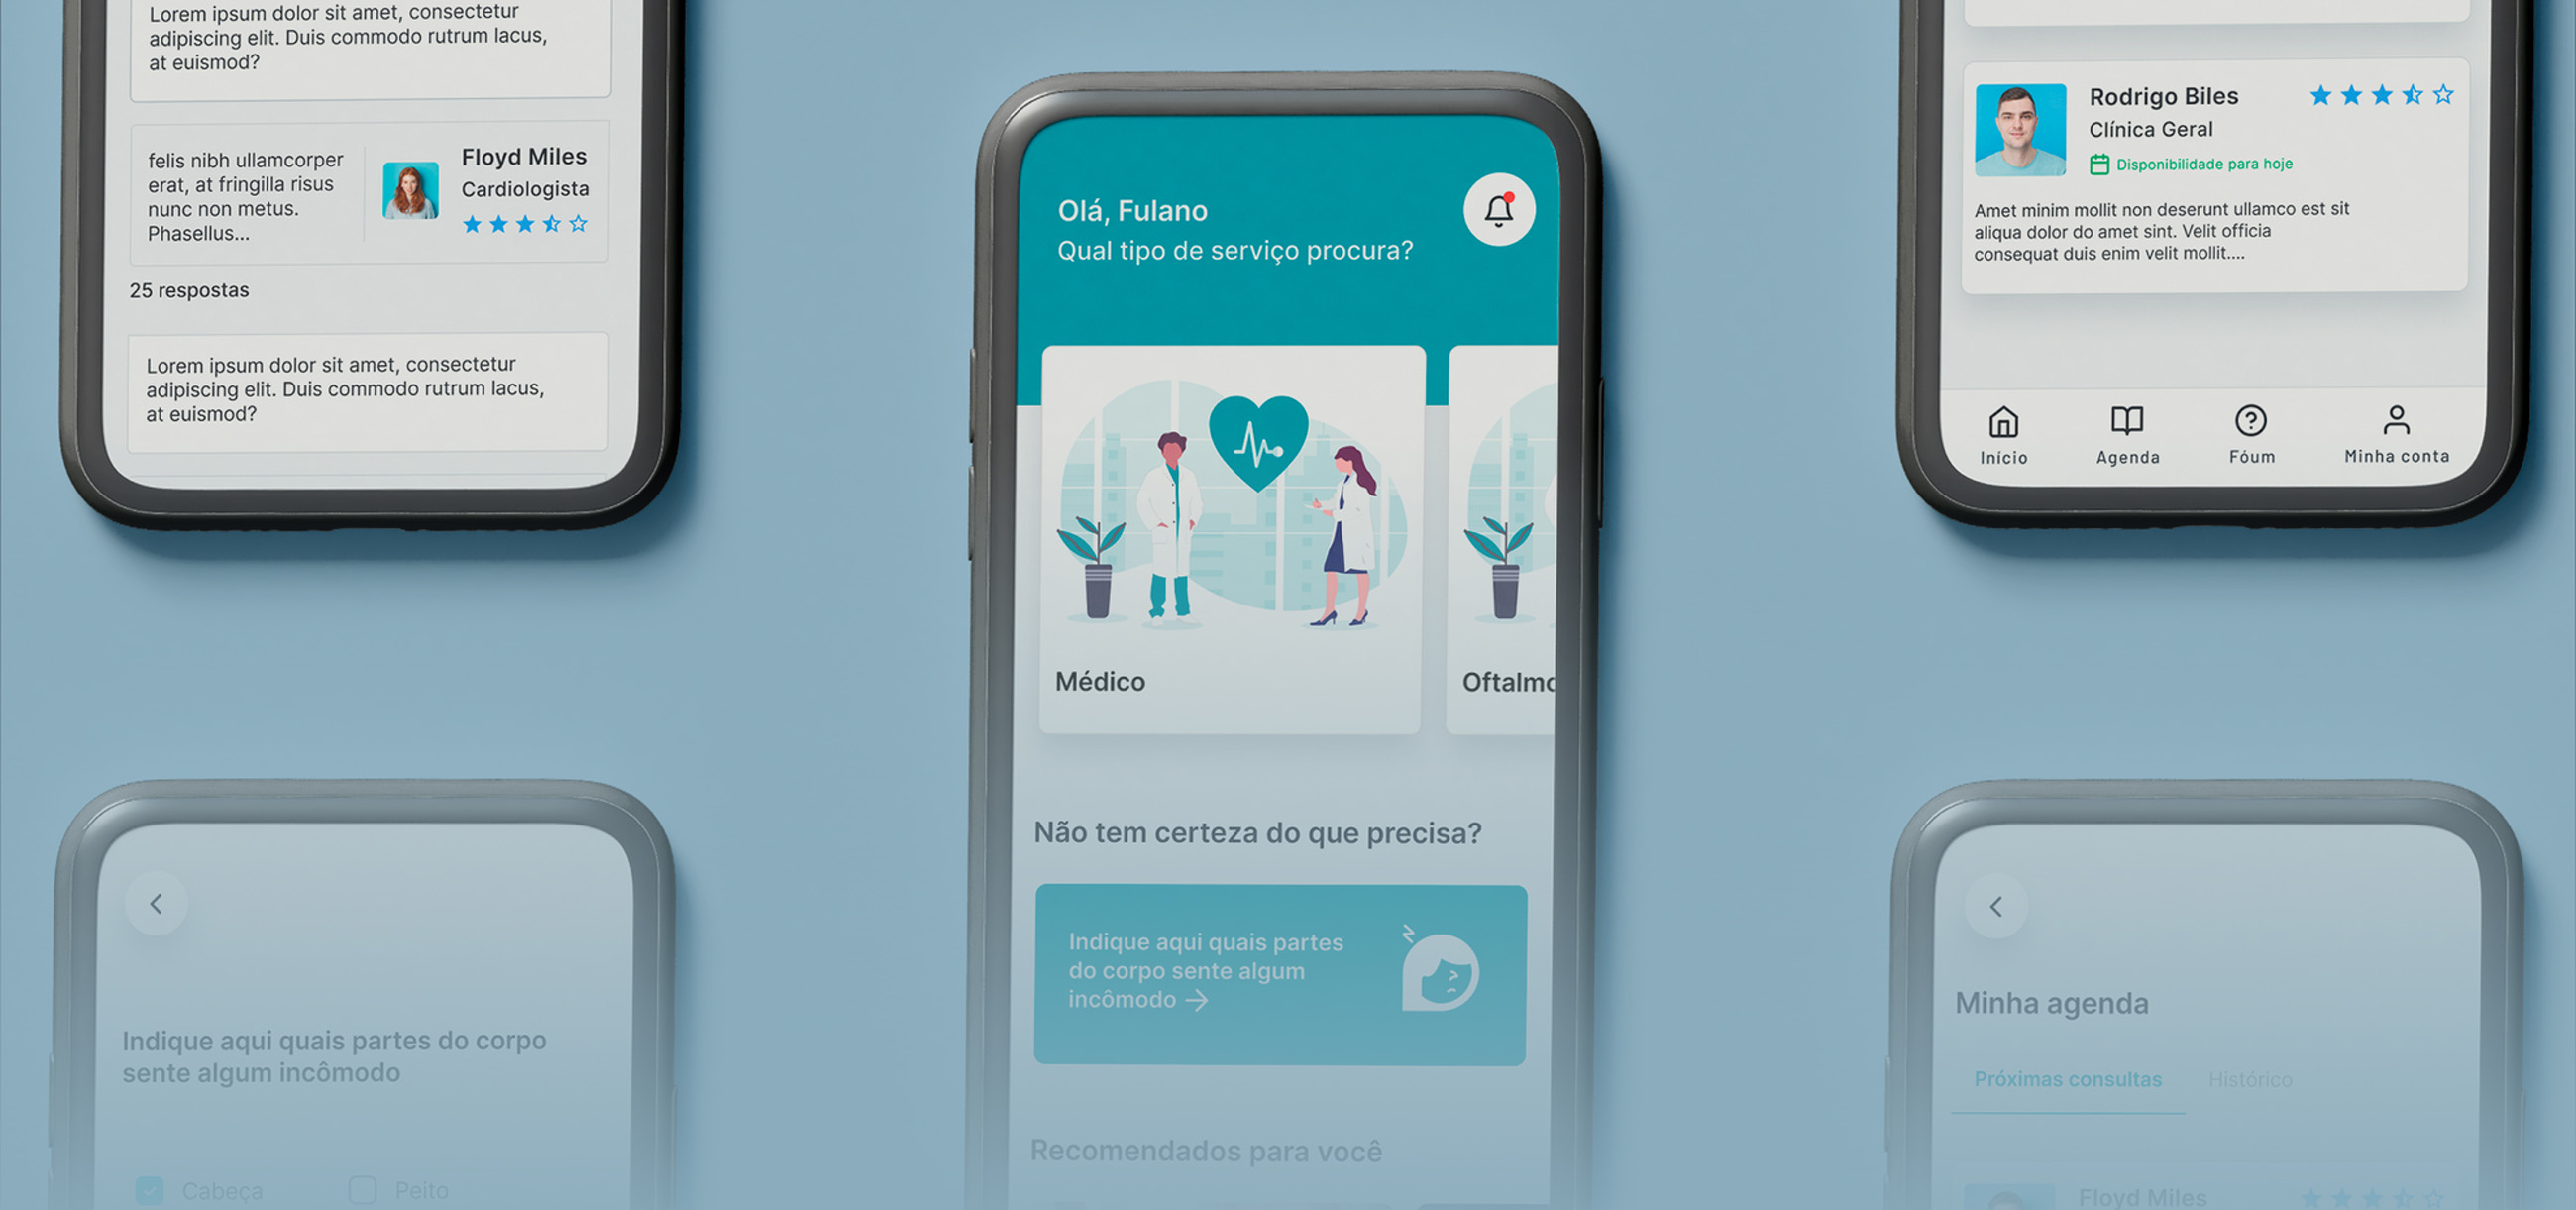 Lorem ipsum dolor sit amet, consectetur
adipiscing elit. Duis commodo rutrum lacus,
at euismod?
felis nibh ullamcorper
erat, at fringilla risus
nunc non metus.
Phasellus...
Floyd Miles
Cardiologista
25 respostas
Lorem ipsum dolor sit amet, consectetur
adipiscing elit. Duis commodo rutrum lacus,
at euismod?
Indique aqui quais partes do corpo
sente algum incômodo
Cabeça
Peito
Olá, Fulano
Qual tipo de serviço procura?
Médico
Oftalmo
Não tem certeza do que precisa?
Indique aqui quais partes
do corpo sente algum
incômodo →
Recomendados para você
Rodrigo Biles
Clínica Geral
Disponibilidade para hoje
Amet minim mollit non deserunt ullamco est sit
aliqua dolor do amet sint. Velit officia
consequat duis enim velit mollit....
Início
Agenda
Fóum
Minha conta
Minha agenda
Próximas consultas
Histórico
Floyd Miles